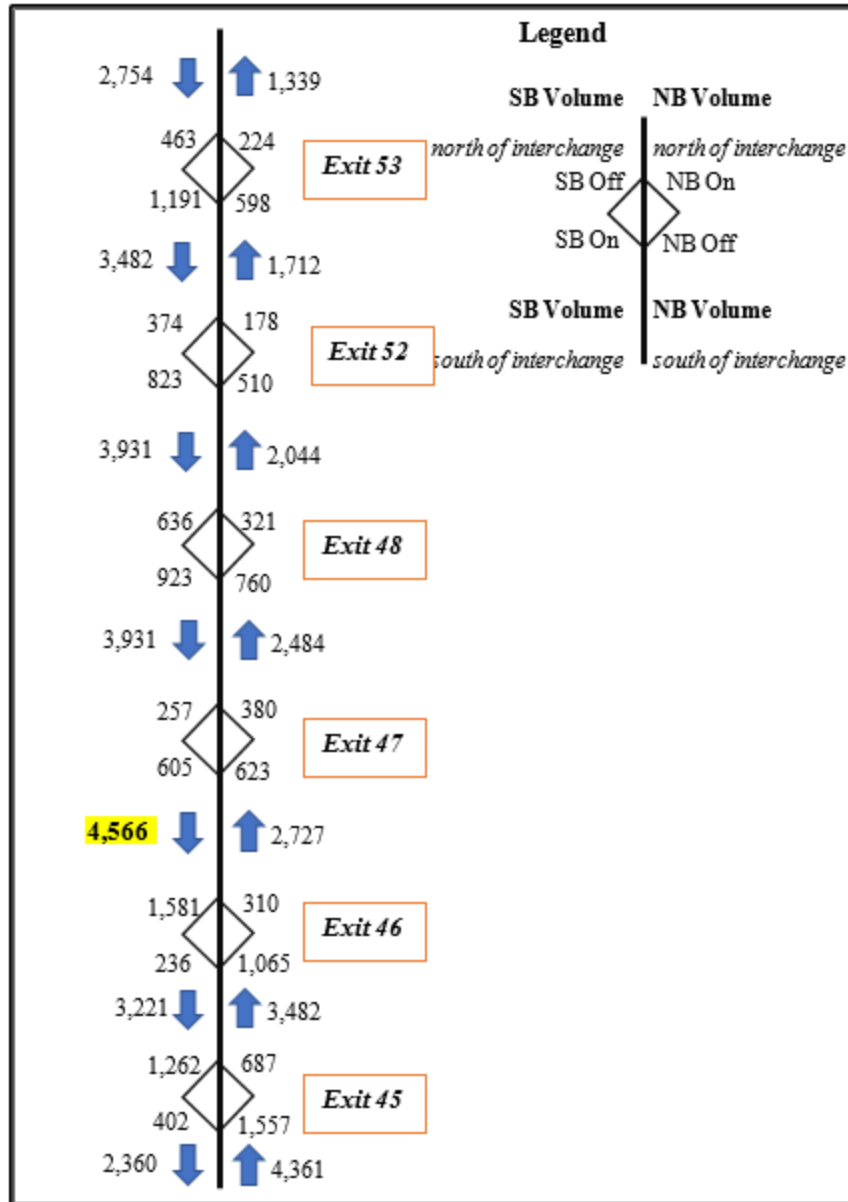 Legend
SB Volume NB Volume
north of interchange north of interchange
SB Off NB On
SB On NB Off
SB Volume NB Volume
south of interchange south of interchange
2,754 1,339
463 224
Exit 53
1,191 598
3,482 1,712
374 178
Exit 52
823 510
3,931 2,044
636 321
Exit 48
923 760
3,931 2,484
257 380
Exit 47
605 623
4,566 2,727
1,581 310
Exit 46
236 1,065
3,221 3,482
1,262 687
Exit 45
402 1,557
2,360 4,361